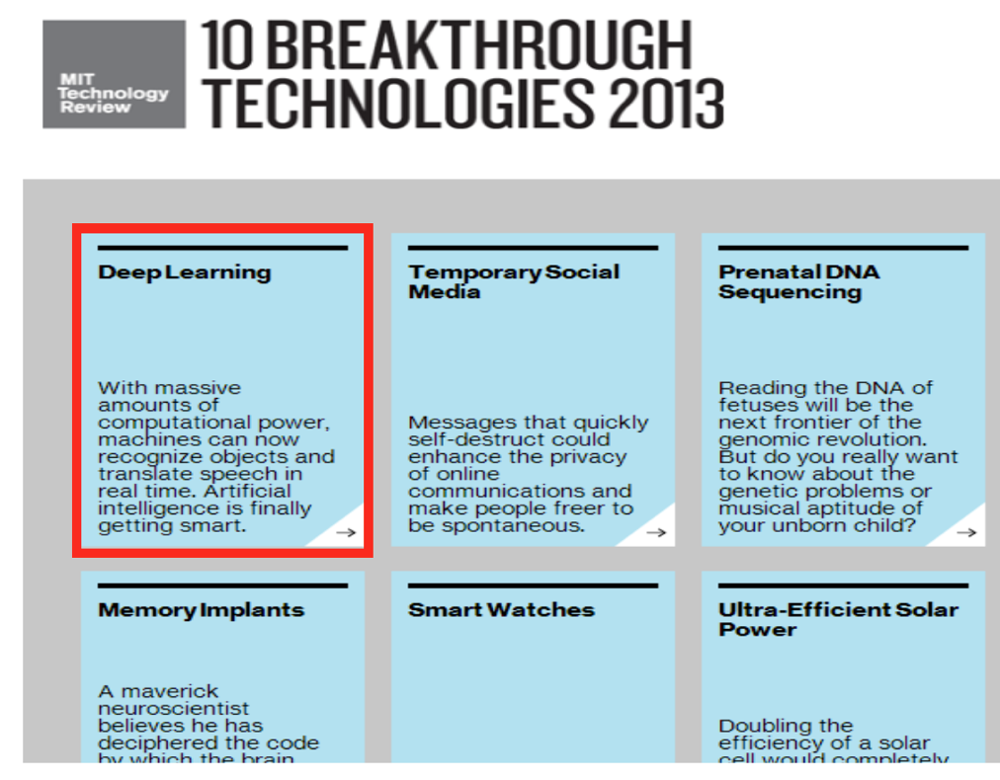 MIT
Technology
Review
10 BREAKTHROUGH
TECHNOLOGIES 2013
Deep Learning
With massive
amounts of
computational power,
machines can now
recognize objects and
translate speech in
real time. Artificial
intelligence is finally
getting smart.
→
Temporary Social
Media
Messages that quickly
self-destruct could
enhance the privacy
of online
communications and
make people freer to
be spontaneous.
→
Prenatal DNA
Sequencing
Reading the DNA of
fetuses will be the
next frontier of the
genomic revolution.
But do you really want
to know about the
genetic problems or
musical aptitude of
your unborn child?
→
Memory Implants
A maverick
neuroscientist
believes he has
deciphered the code
by which the brain
Smart Watches
Ultra-Efficient Solar
Power
Doubling the
efficiency of a solar
cell would completely